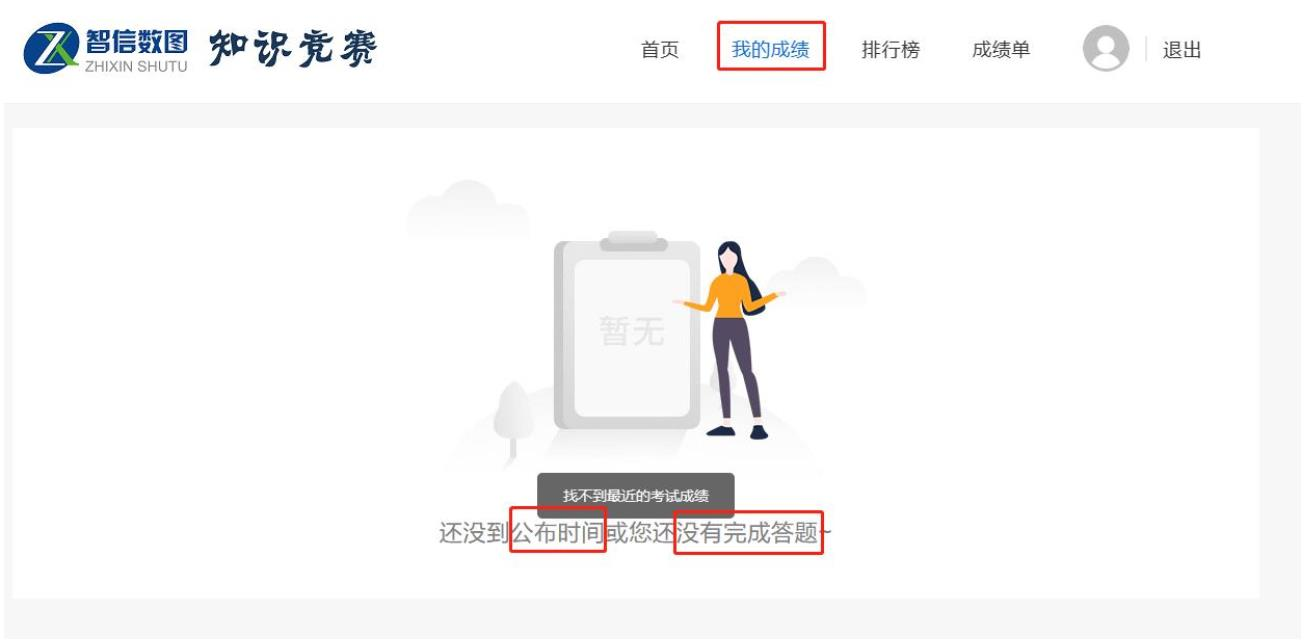 智信数图 知识竞赛
ZHIXIN SHUTU
首页 我的成绩 排行榜 成绩单 退出
暂无
找不到最近的考试成绩
还没到公布时间或您还没有完成答题~